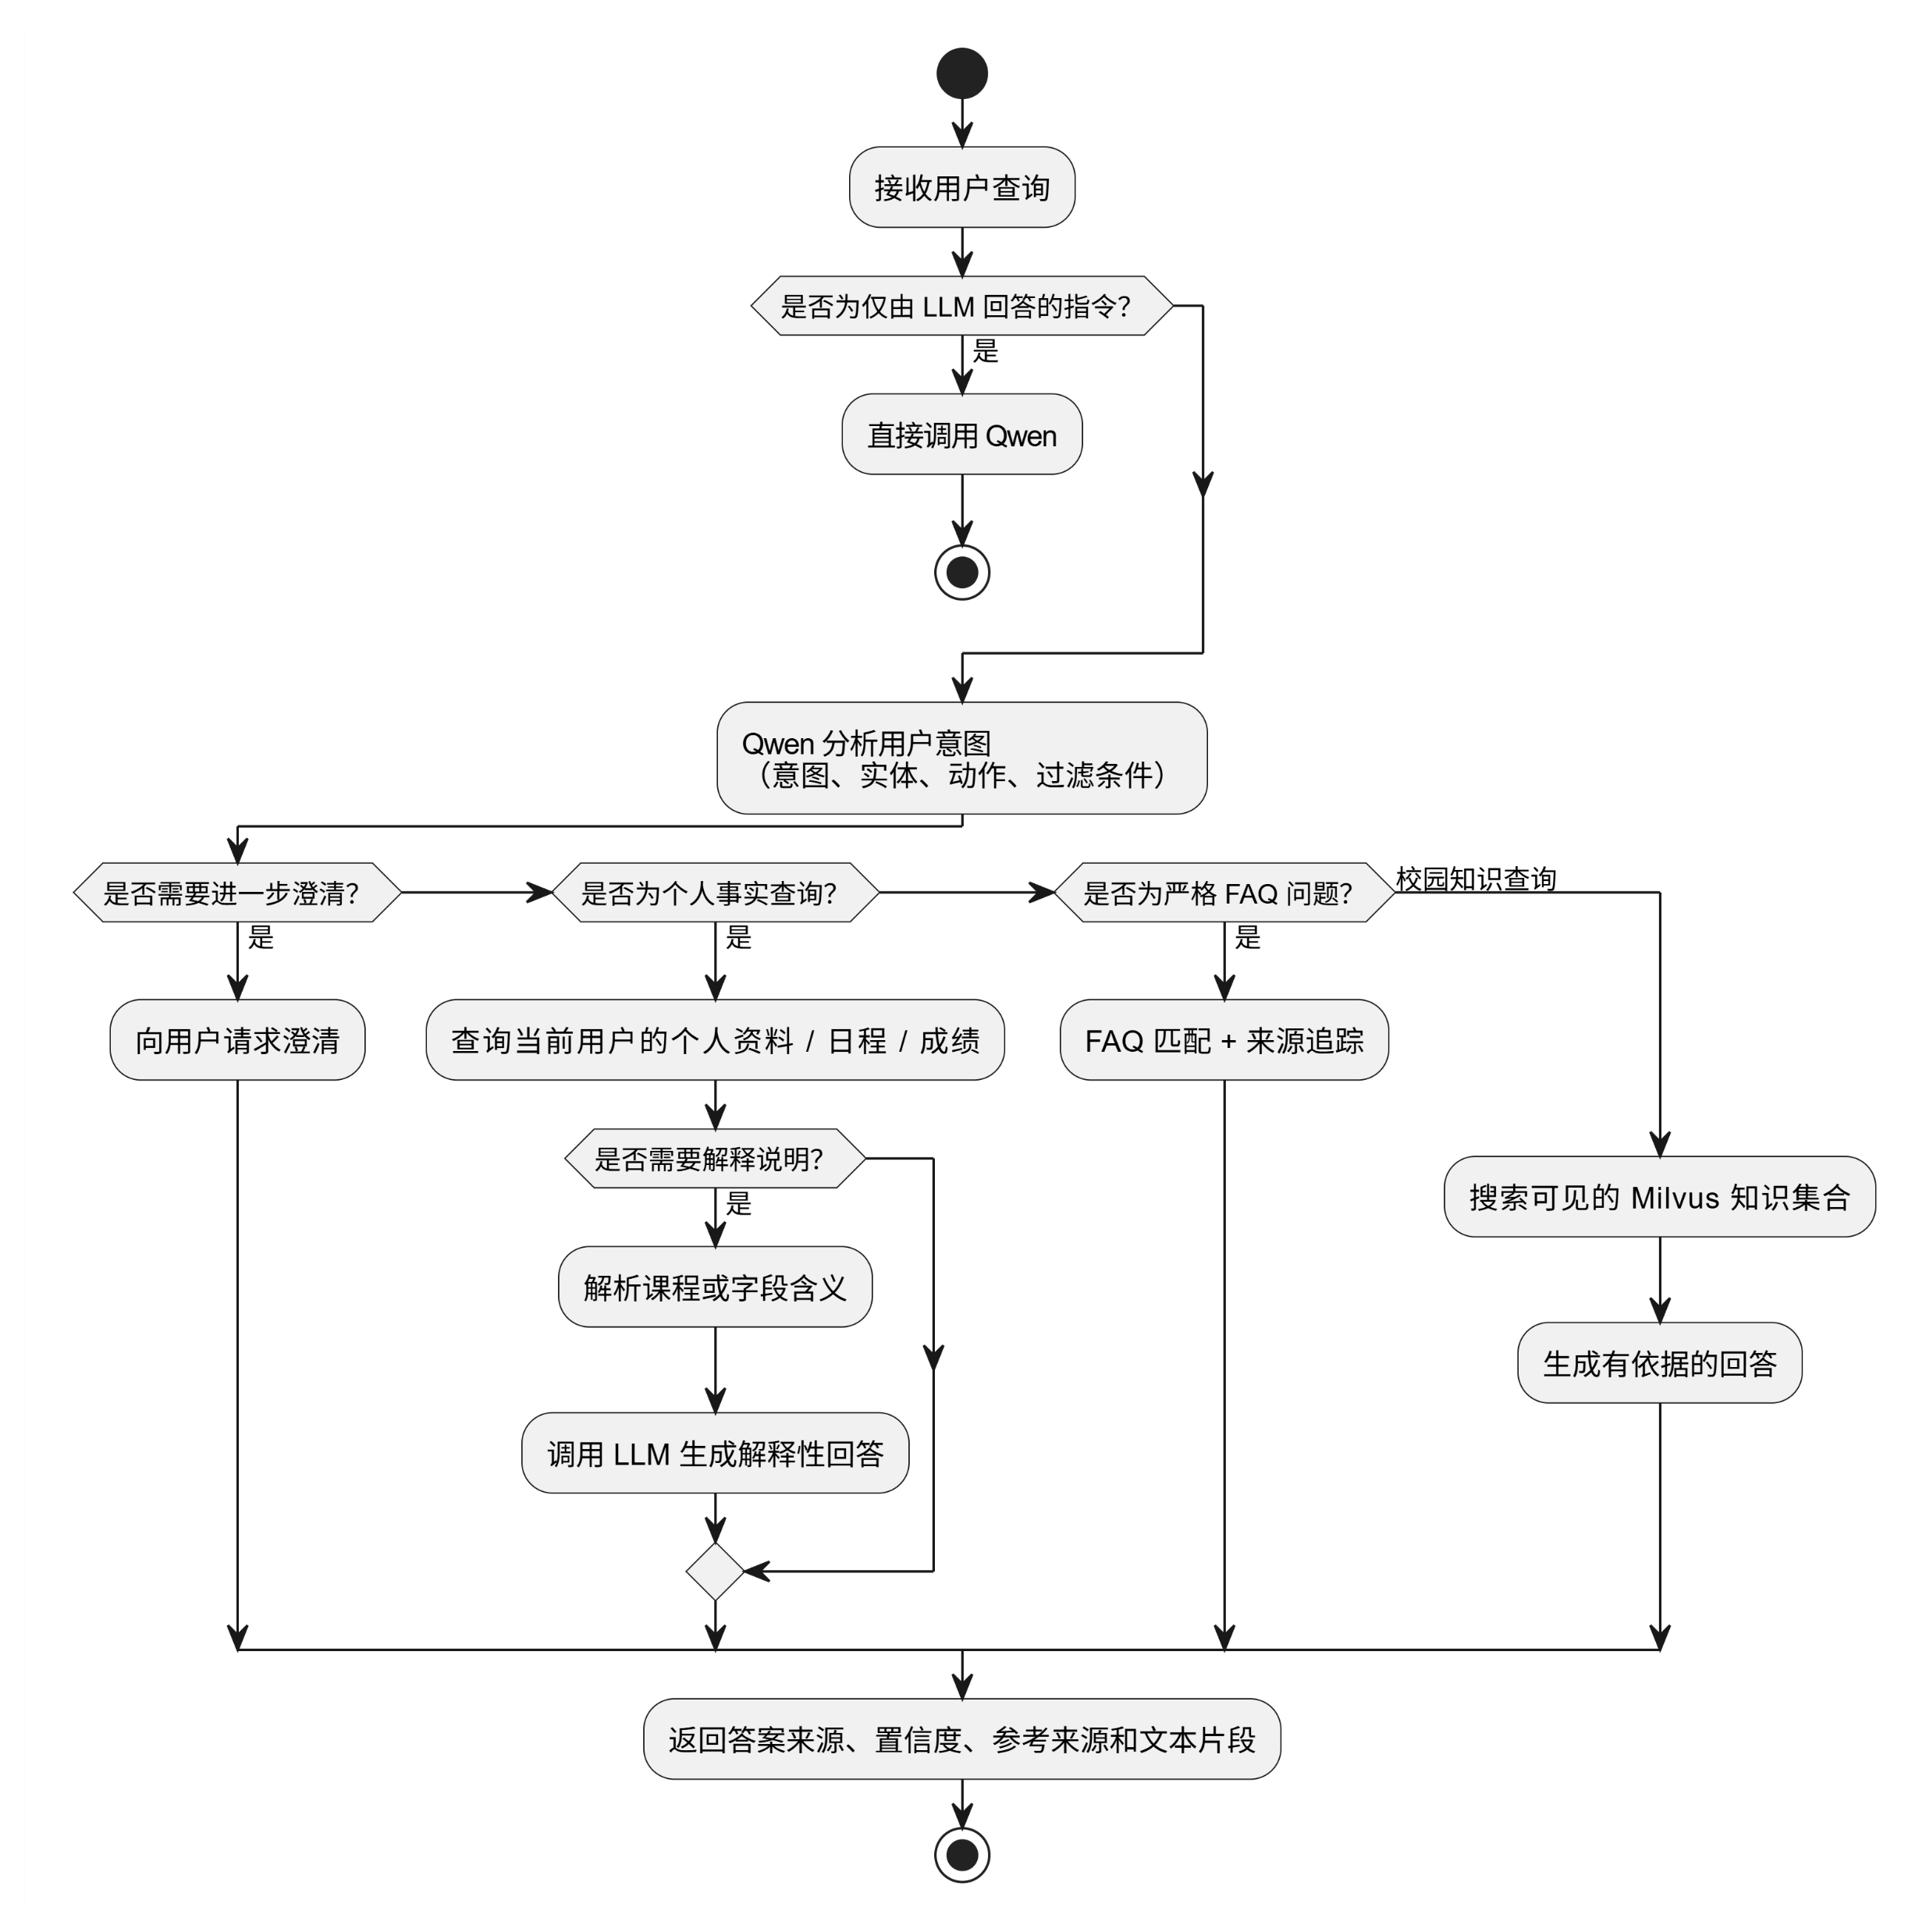 接收用户查询
是否为仅由 LLM 回答的指令？
是
直接调用 Qwen
Qwen 分析用户意图
（意图、实体、动作、过滤条件）
是否需要进一步澄清？
是
向用户请求澄清
是否为个人事实查询？
是
查询当前用户的个人资料 / 日程 / 成绩
是否需要解释说明？
是
解析课程或字段含义
调用 LLM 生成解释性回答
是否为严格 FAQ 问题？
是
FAQ 匹配 + 来源追踪
校园知识查询
搜索可见的 Milvus 知识集合
生成有依据的回答
返回答案来源、置信度、参考来源和文本片段